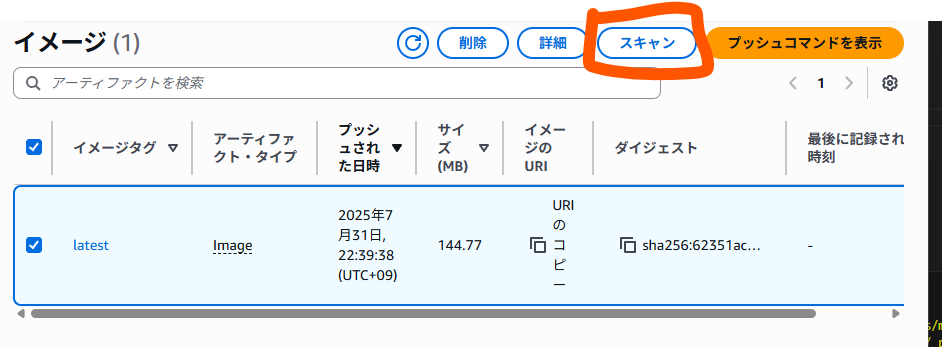 イメージ (1)
削除
詳細
スキャン
プッシュコマンドを表示
アーティファクトを検索
1
イメージタグ
アーティファ
クト・タイプ
プッ
シュさ
れた日
時
サイ
ズ
(MB)
イメー
ジの
URI
ダイジェスト
最後に記録され
時刻
latest
Image
2025年7
月31日,
22:39:38
(UTC+09)
144.77
URI
の
コ
ピ
ー
sha256:62351ac...
-